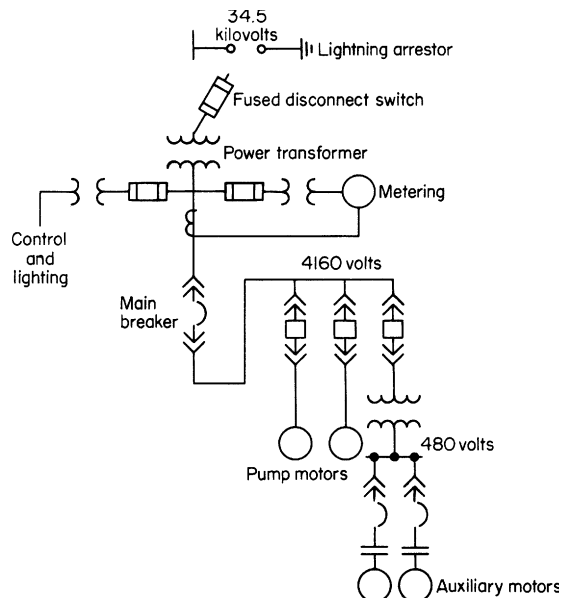 34.5
kilovolts
Lightning arrestor
Fused disconnect switch
Power transformer
Metering
Control
and
lighting
4160 volts
Main
breaker
480 volts
Pump motors
Auxiliary motors